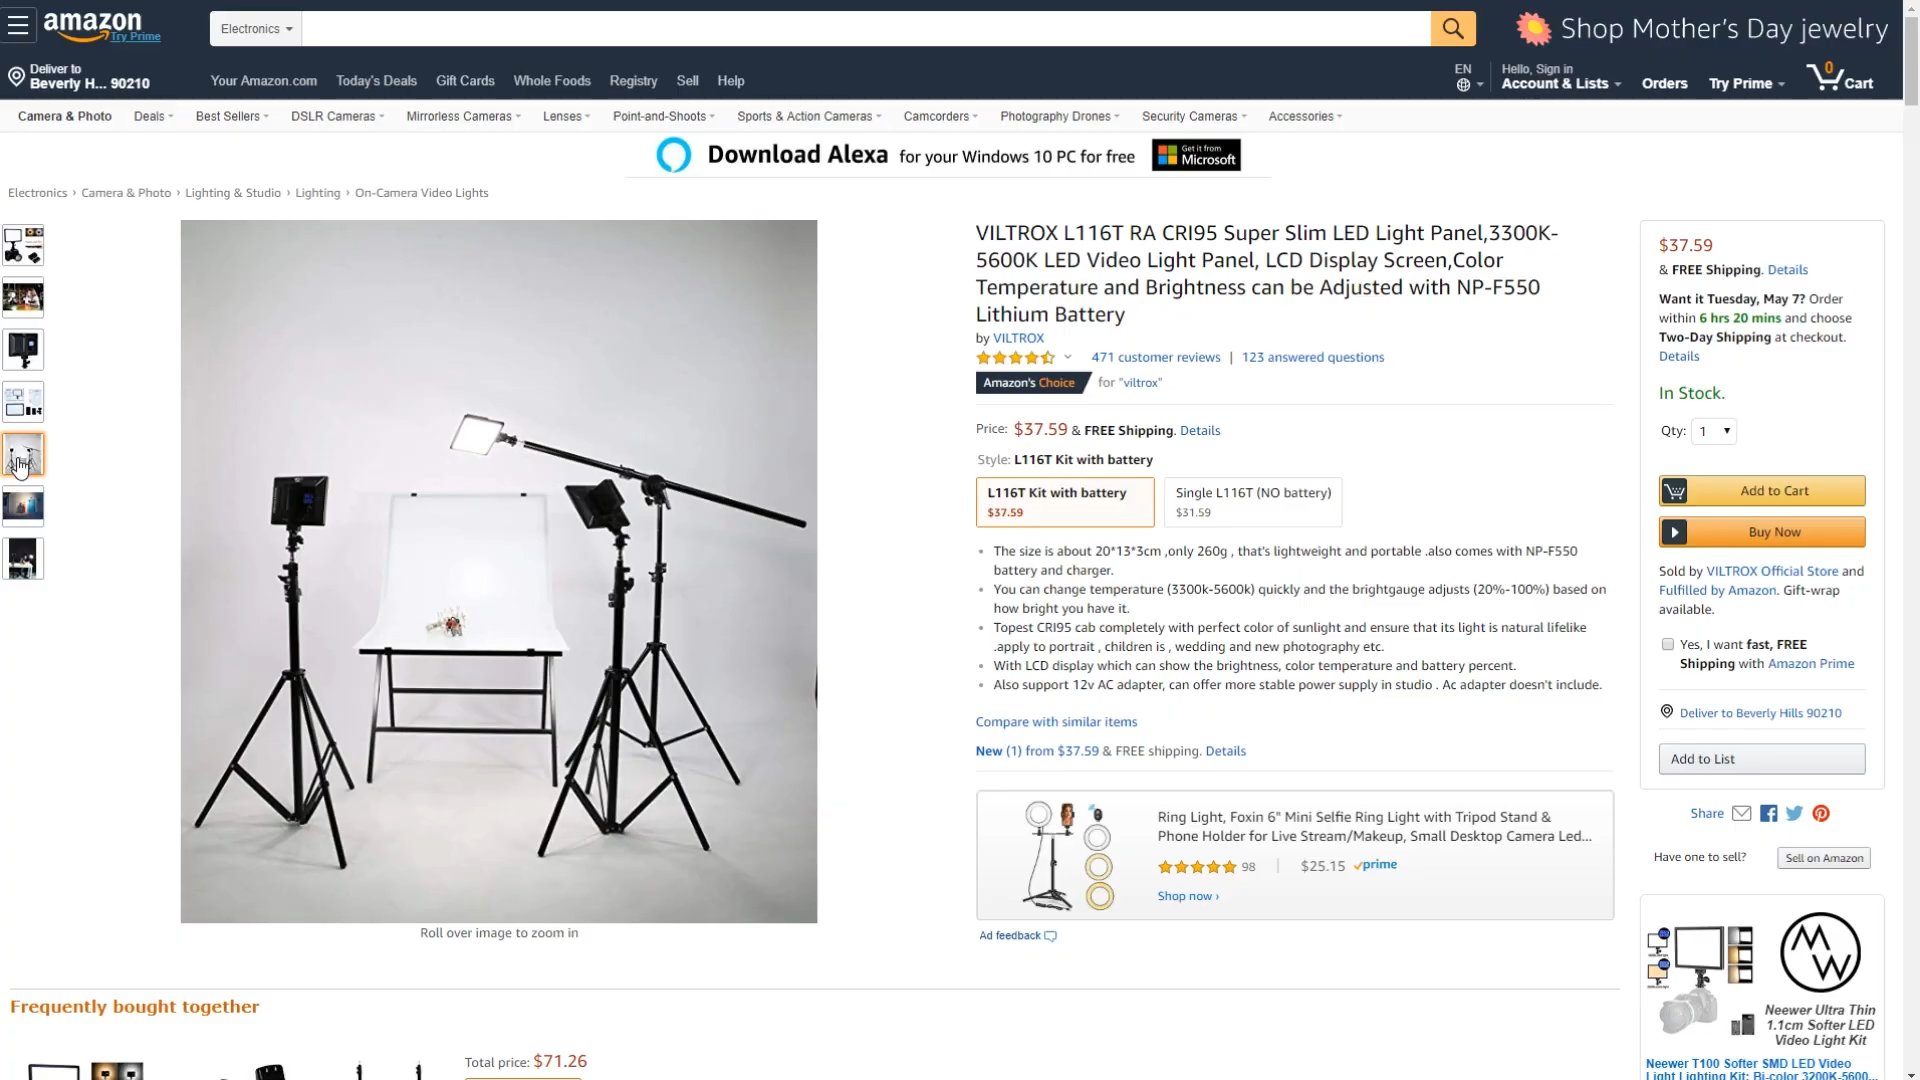 amazon
Try Prime
Electronics
Shop Mother's Day jewelry
Deliver to
Beverly H... 90210
Your Amazon.com Today's Deals Gift Cards Whole Foods Registry Sell Help
EN
Hello, Sign in
Account & Lists
Orders
Try Prime
0
Cart
Camera & Photo Deals Best Sellers DSLR Cameras Mirrorless Cameras Lenses Point-and-Shoots Sports & Action Cameras Camcorders Photography Drones Security Cameras Accessories
Download Alexa for your Windows 10 PC for free
Get it from
Microsoft
Electronics › Camera & Photo › Lighting & Studio › Lighting › On-Camera Video Lights
Roll over image to zoom in
VILTROX L116T RA CRI95 Super Slim LED Light Panel,3300K-
5600K LED Video Light Panel, LCD Display Screen,Color
Temperature and Brightness can be Adjusted with NP-F550
Lithium Battery
by VILTROX
471 customer reviews | 123 answered questions
Amazon's Choice for "viltrox"
Price: $37.59 & FREE Shipping. Details
Style: L116T Kit with battery
L116T Kit with battery
$37.59
Single L116T (NO battery)
$31.59
• The size is about 20*13*3cm ,only 260g , that's lightweight and portable .also comes with NP-F550
battery and charger.
• You can change temperature (3300k-5600k) quickly and the brightgauge adjusts (20%-100%) based on
how bright you have it.
• Topest CRI95 cab completely with perfect color of sunlight and ensure that its light is natural lifelike
.apply to portrait , children is , wedding and new photography etc.
• With LCD display which can show the brightness, color temperature and battery percent.
• Also support 12v AC adapter, can offer more stable power supply in studio . Ac adapter doesn't include.
Compare with similar items
New (1) from $37.59 & FREE shipping. Details
Ring Light, Foxin 6" Mini Selfie Ring Light with Tripod Stand &
Phone Holder for Live Stream/Makeup, Small Desktop Camera Led...
98 | $25.15 prime
Shop now ›
Ad feedback
$37.59
& FREE Shipping. Details
Want it Tuesday, May 7? Order
within 6 hrs 20 mins and choose
Two-Day Shipping at checkout.
Details
In Stock.
Qty: 1
Add to Cart
Buy Now
Sold by VILTROX Official Store and
Fulfilled by Amazon. Gift-wrap
available.
Yes, I want fast, FREE
Shipping with Amazon Prime
Deliver to Beverly Hills 90210
Add to List
Share
Have one to sell?
Sell on Amazon
Neewer Ultra Thin
1.1cm Softer LED
Video Light Kit
Neewer T100 Softer SMD LED Video
Light Lighting Kit: Bi-color 3200K-5600...
Frequently bought together
Total price: $71.26